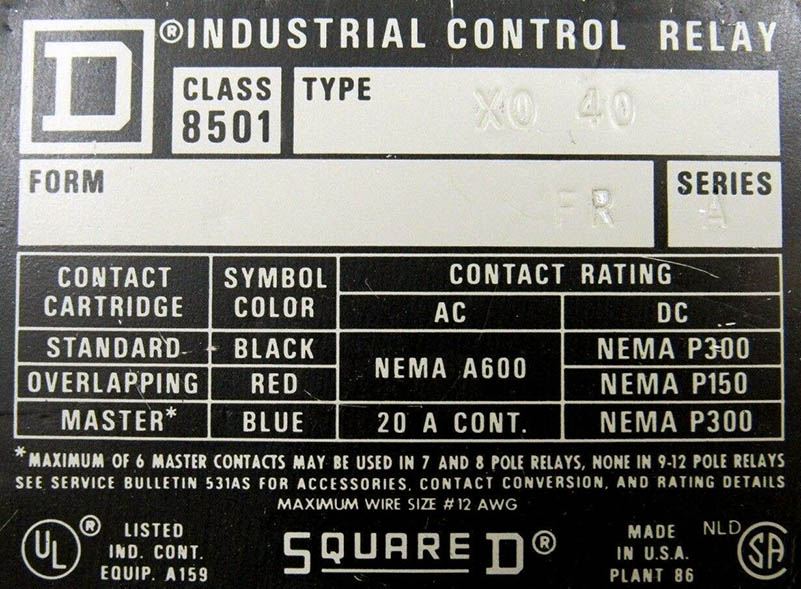 D ® INDUSTRIAL CONTROL RELAY
CLASS 8501
TYPE XO 40
FORM FR
SERIES A
CONTACT CARTRIDGE SYMBOL COLOR CONTACT RATING
AC DC
STANDARD BLACK NEMA A600 NEMA P300
OVERLAPPING RED NEMA P150
MASTER* BLUE 20 A CONT. NEMA P300
*MAXIMUM OF 6 MASTER CONTACTS MAY BE USED IN 7 AND 8 POLE RELAYS, NONE IN 9-12 POLE RELAYS
SEE SERVICE BULLETIN 531AS FOR ACCESSORIES, CONTACT CONVERSION, AND RATING DETAILS
MAXIMUM WIRE SIZE #12 AWG
UL ® LISTED
IND. CONT.
EQUIP. A159
SQUARE D ®
MADE
IN U.S.A.
PLANT 86
NLD SA